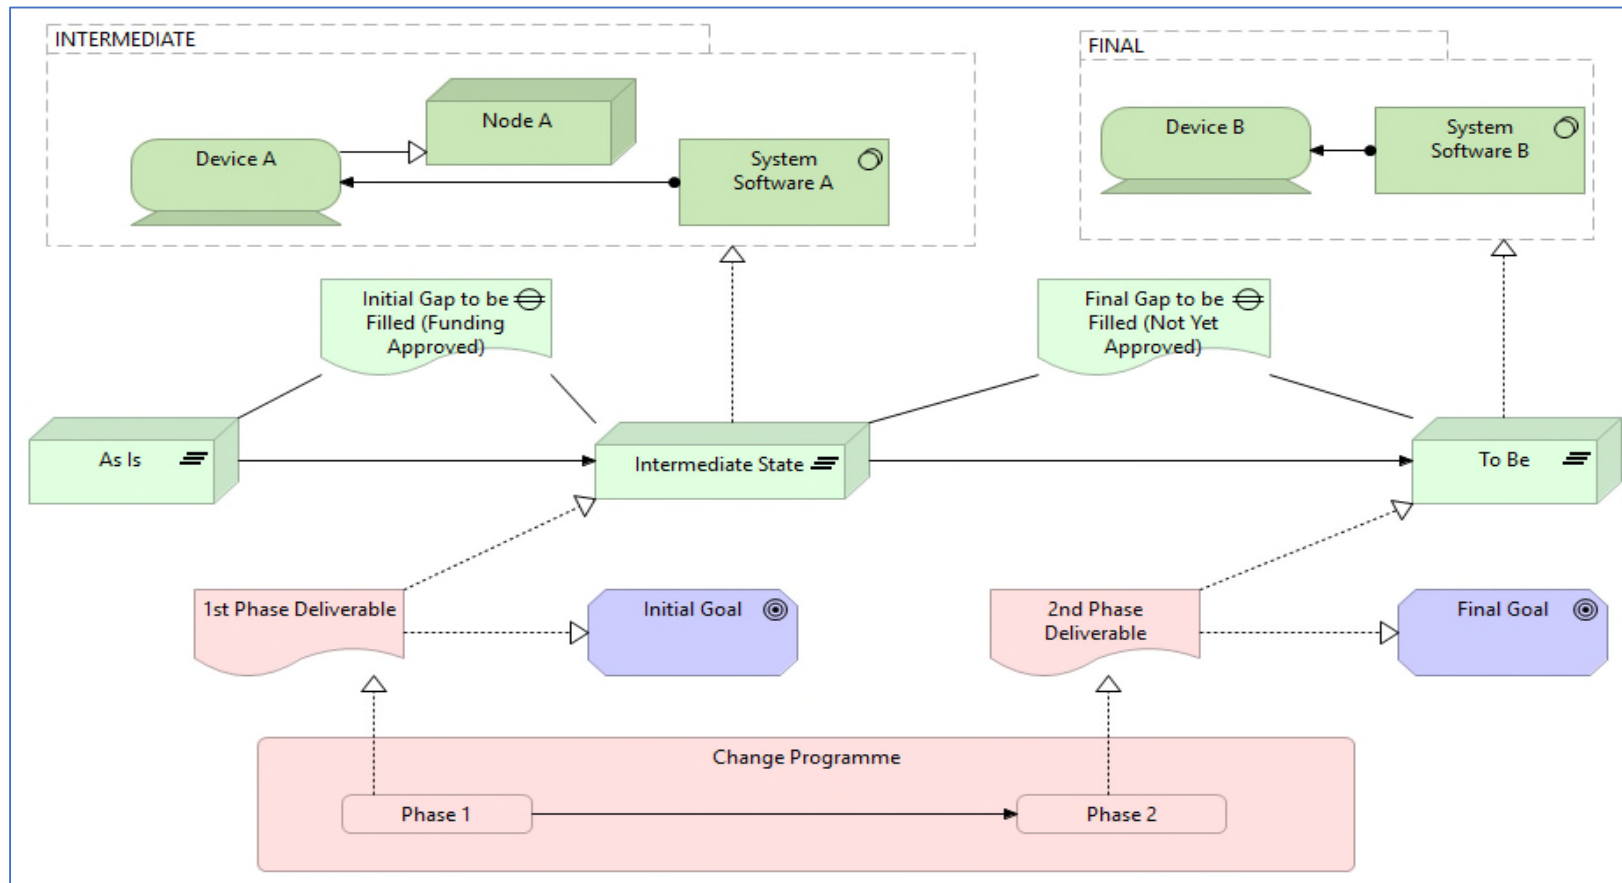 INTERMEDIATE
FINAL
Node A
Device A
System
Software A
Device B
System
Software B
Initial Gap to be
Filled (Funding
Approved)
Final Gap to be
Filled (Not Yet
Approved)
As Is
Intermediate State
To Be
1st Phase Deliverable
Initial Goal
2nd Phase
Deliverable
Final Goal
Change Programme
Phase 1
Phase 2